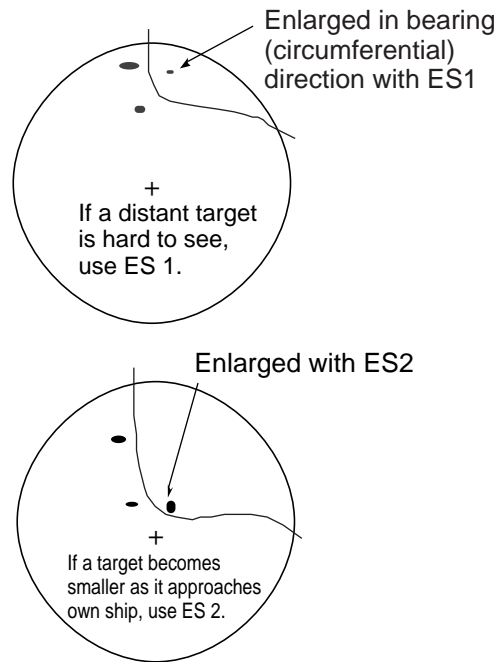 Enlarged in bearing
(circumferential)
direction with ES1
+
If a distant target
is hard to see,
use ES 1.
Enlarged with ES2
+
If a target becomes
smaller as it approaches
own ship, use ES 2.